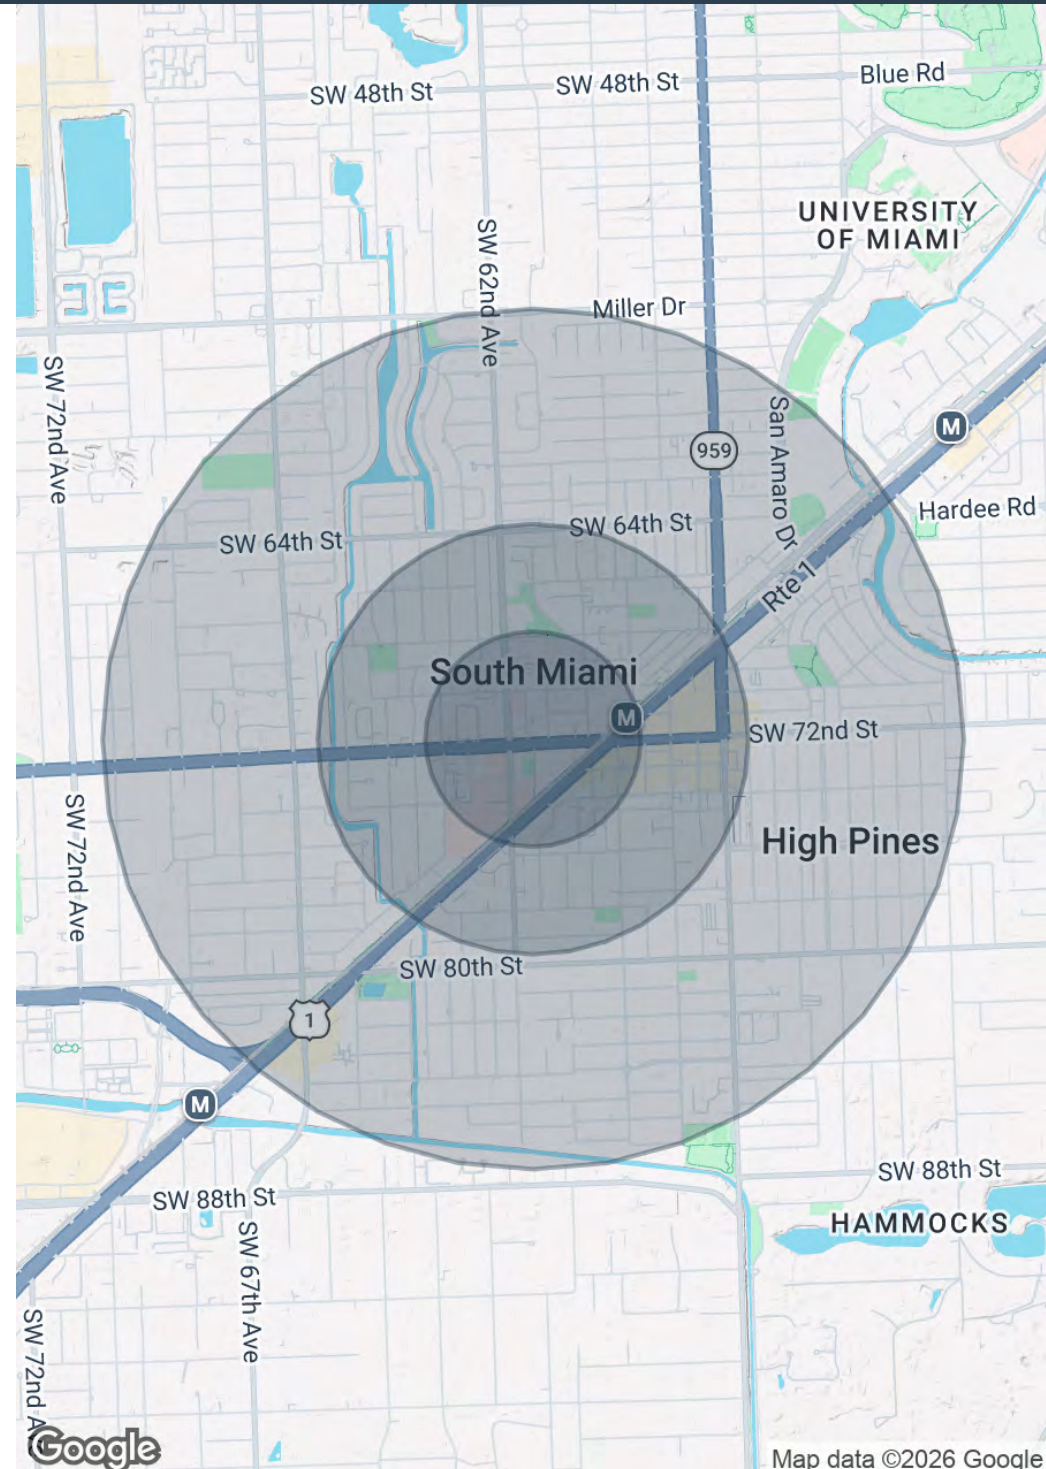 SW 48th St
SW 48th St
Blue Rd
UNIVERSITY
OF MIAMI
SW 62nd Ave
Miller Dr
SW 72nd Ave
San Amaro Dr
M
959
Hardee Rd
SW 64th St
SW 64th St
Rte 1
South Miami
M
SW 72nd St
SW 72nd Ave
High Pines
SW 80th St
1
M
SW 88th St
SW 88th St
HAMMOCKS
SW 67th Ave
SW 72nd Av
Google
Map data ©2026 Google